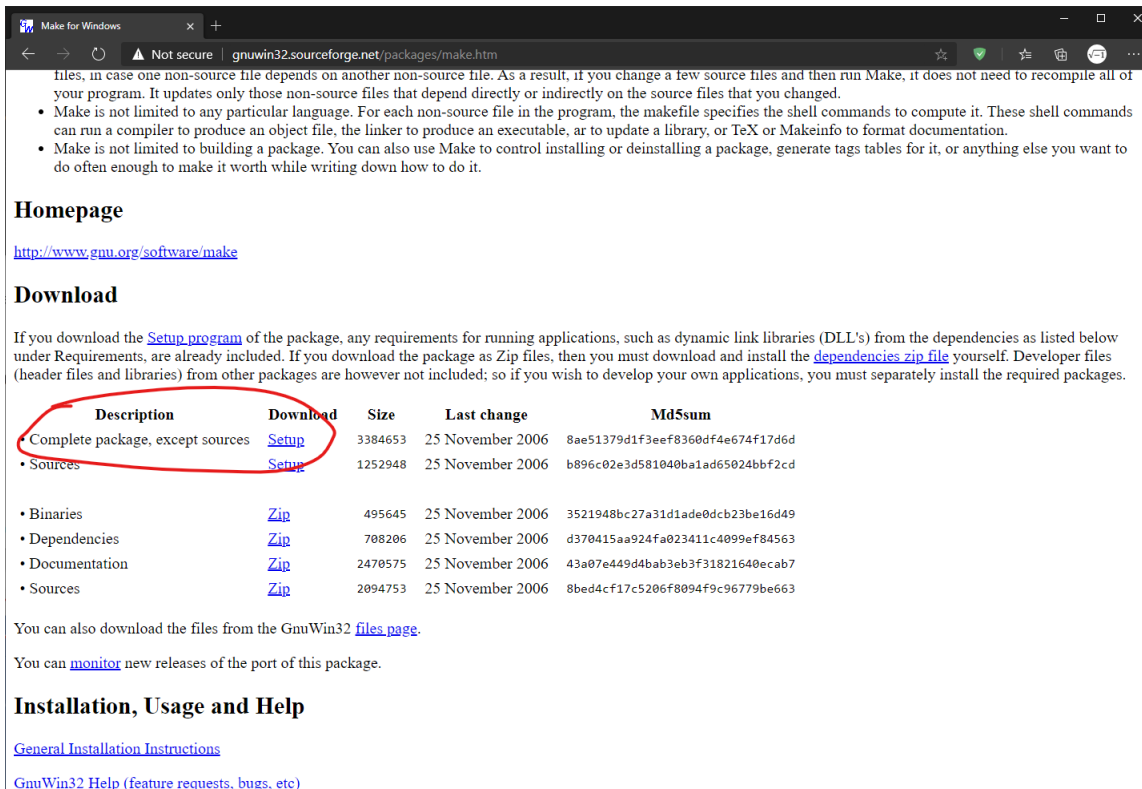 Make for Windows
Not secure | gnuwin32.sourceforge.net/packages/make.htm
files, in case one non-source file depends on another non-source file. As a result, if you change a few source files and then run Make, it does not need to recompile all of
your program. It updates only those non-source files that depend directly or indirectly on the source files that you changed.
• Make is not limited to any particular language. For each non-source file in the program, the makefile specifies the shell commands to compute it. These shell commands
can run a compiler to produce an object file, the linker to produce an executable, ar to update a library, or TeX or Makeinfo to format documentation.
• Make is not limited to building a package. You can also use Make to control installing or deinstalling a package, generate tags tables for it, or anything else you want to
do often enough to make it worth while writing down how to do it.
Homepage
http://www.gnu.org/software/make
Download
If you download the Setup program of the package, any requirements for running applications, such as dynamic link libraries (DLL's) from the dependencies as listed below
under Requirements, are already included. If you download the package as Zip files, then you must download and install the dependencies zip file yourself. Developer files
(header files and libraries) from other packages are however not included; so if you wish to develop your own applications, you must separately install the required packages.
Description Download Size Last change Md5sum
• Complete package, except sources Setup 3384653 25 November 2006 8ae51379d1f3eef8360df4e674f17d6d
• Sources Setup 1252948 25 November 2006 b896c02e3d581040ba1ad65024bbf2cd
• Binaries Zip 495645 25 November 2006 3521948bc27a31d1ade0dcb23be16d49
• Dependencies Zip 708206 25 November 2006 d370415aa924fa023411c4099ef84563
• Documentation Zip 2470575 25 November 2006 43a07e449d4bab3eb3f31821640ecab7
• Sources Zip 2094753 25 November 2006 8bed4cf17c5206f8094f9c96779be663
You can also download the files from the GnuWin32 files page.
You can monitor new releases of the port of this package.
Installation, Usage and Help
General Installation Instructions
GnuWin32 Help (feature requests, bugs, etc)